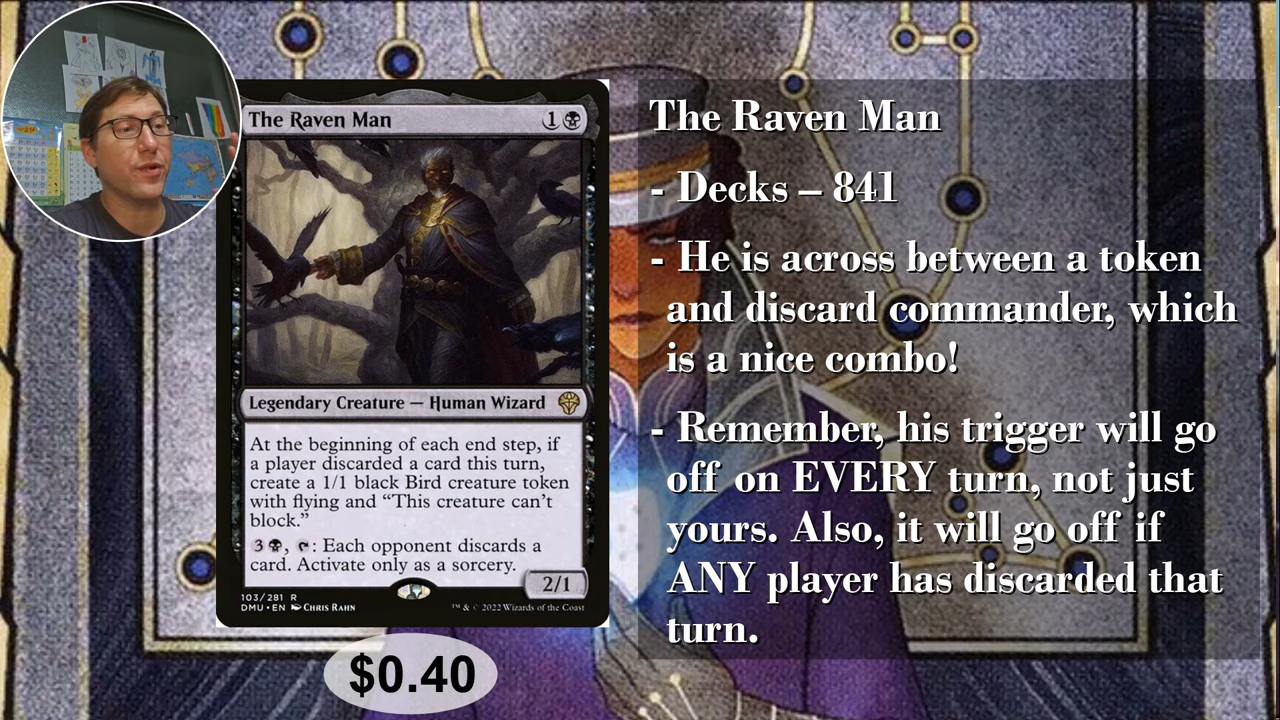 The Raven Man 1
At the beginning of each end step, if
a player discarded a card this turn,
create a 1/1 black Bird creature token
with flying and “This creature can’t
block.”
3, : Each opponent discards a
card. Activate only as a sorcery.
Legendary Creature — Human Wizard
2/1
103/281 R
DMU • EN Chris Rahn
™ & © 2022 Wizards of the Coast
$0.40
The Raven Man
- Decks – 841
- He is across between a token
and discard commander, which
is a nice combo!
- Remember, his trigger will go
off on EVERY turn, not just
yours. Also, it will go off if
ANY player has discarded that
turn.